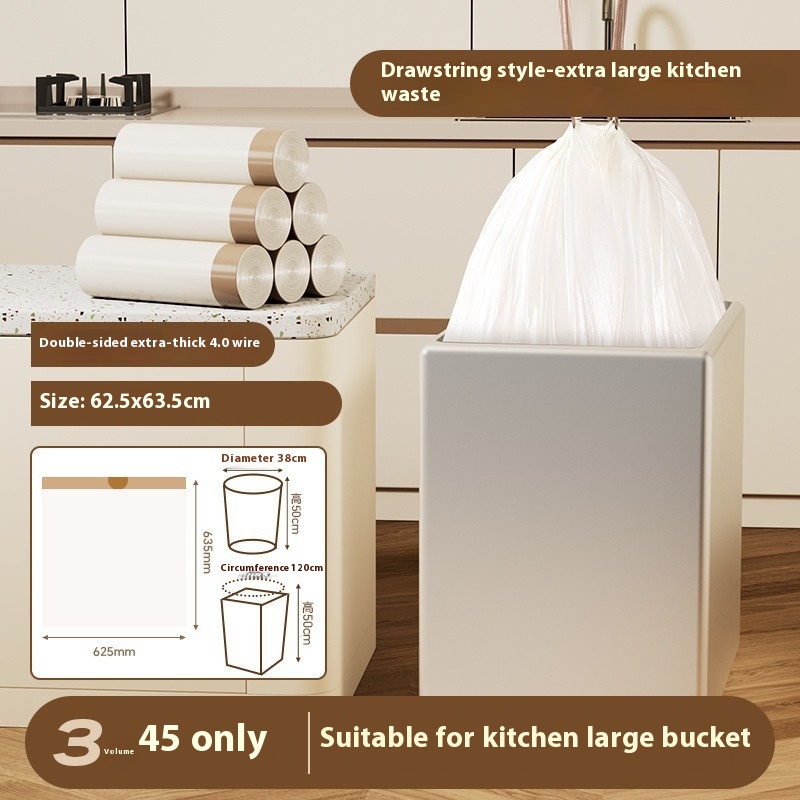 Drawstring style-extra large kitchen
waste
Double-sided extra-thick 4.0 wire
Size: 62.5x63.5cm
Diameter 38cm
高50cm
635mm
625mm
Circumference 120cm
高50cm
3 Volume 45 only
Suitable for kitchen large bucket